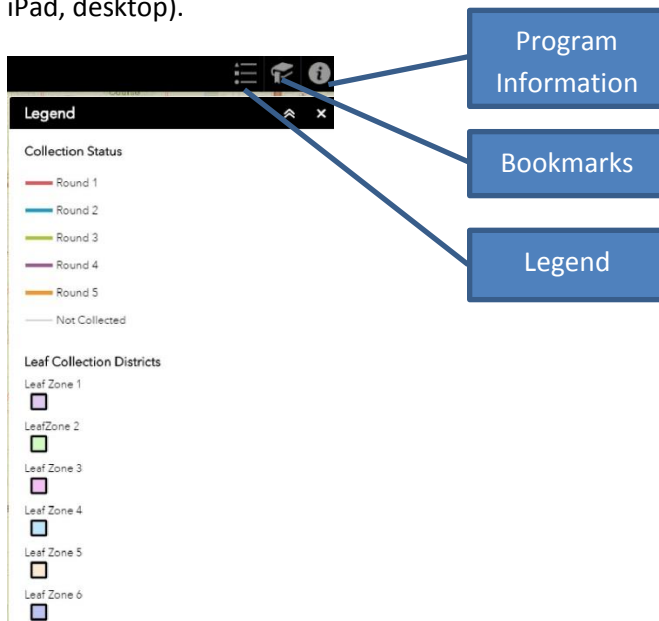 iPad, desktop).
Program
Information
Bookmarks
Legend
Legend
Collection Status
Round 1
Round 2
Round 3
Round 4
Round 5
Not Collected
Leaf Collection Districts
Leaf Zone 1
LeafZone 2
Leaf Zone 3
Leaf Zone 4
Leaf Zone 5
Leaf Zone 6